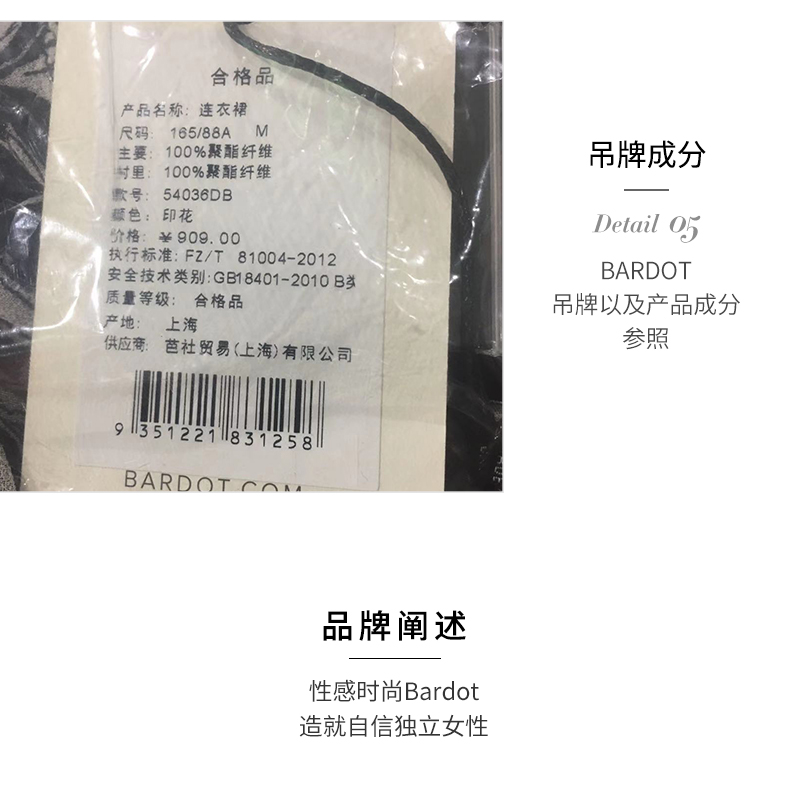 合格品
产品名称: 连衣裙
尺码: 165/88A M
主要: 100%聚酯纤维
衬里: 100%聚酯纤维
款号: 54036DB
颜色: 印花
价格: ¥909.00
执行标准: FZ/T 81004-2012
安全技术类别:GB18401-2010 B类
质量等级: 合格品
产地: 上海
供应商: 芭社贸易(上海)有限公司
9 351221 831258
BARDOT.COM
吊牌成分
Detail 05
BARDOT
吊牌以及产品成分
参照
品牌阐述
性感时尚Bardot
造就自信独立女性